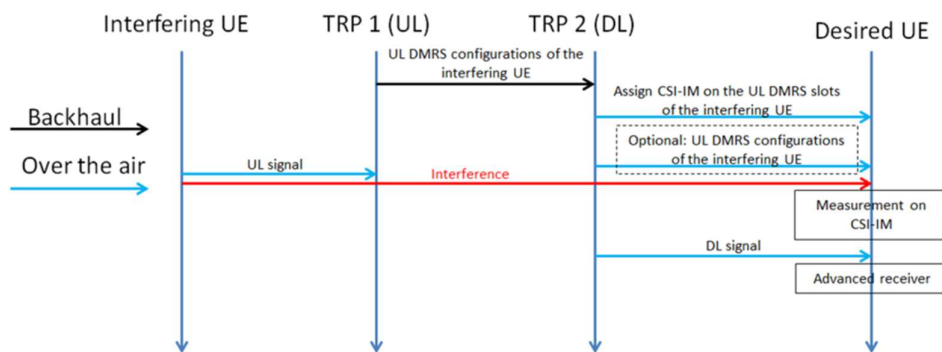 Interfering UE
TRP 1 (UL)
TRP 2 (DL)
Desired UE
UL DMRS configurations of the
interfering UE
Assign CSI-IM on the UL DMRS slots
of the interfering UE
Backhaul
Optional: UL DMRS configurations
of the interfering UE
Over the air
UL signal
Interference
Measurement on
CSI-IM
DL signal
Advanced receiver